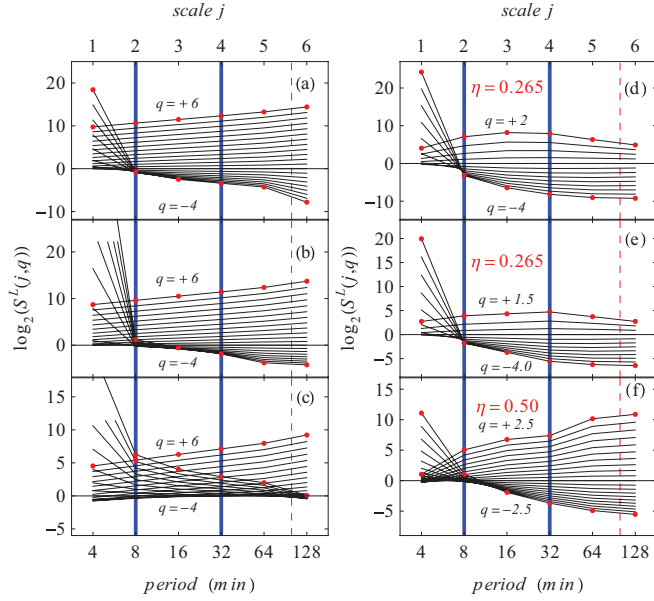 scale j
scale j
1 2 3 4 5 6
1 2 3 4 5 6
20
10
0
−10
(a)
q = + 6
q = −4
20
10
0
−10
(d)
η = 0.265
q = + 2
q = −4
log₂(Sᴸ(j,q))
20
10
0
(b)
q = + 6
q = −4
log₂(Sᴸ(j,q))
20
15
10
5
0
−5
(e)
η = 0.265
q = + 1.5
q = −4.0
15
10
5
0
−5
(c)
q = + 6
q = −4
15
10
5
0
−5
(f)
η = 0.50
q = + 2.5
q = −2.5
4 8 16 32 64 128
4 8 16 32 64 128
period (min)
period (min)